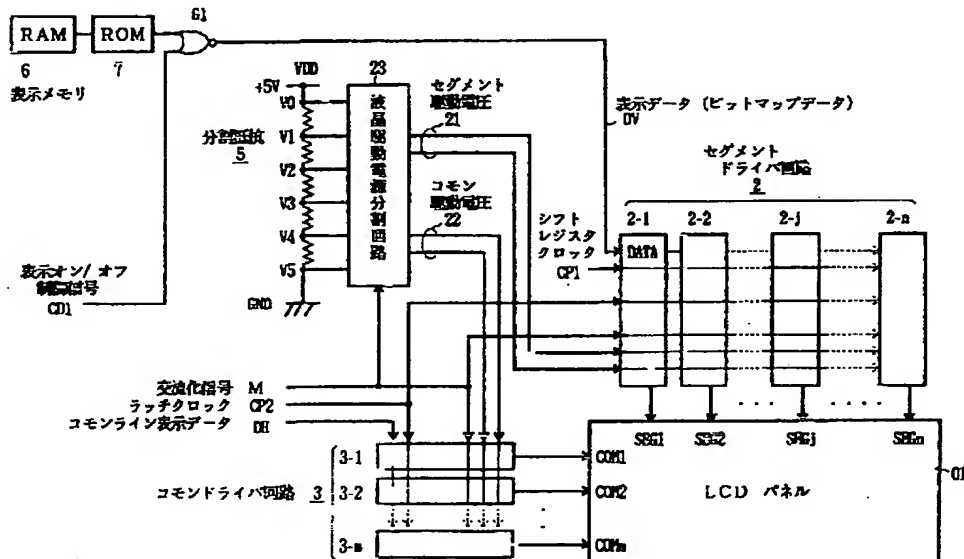 G1
RAM
ROM
6
7
表示メモリ
VDD
+5V
23
V0
V1
V2
V3
V4
V5
GND
分割抵抗
5
液晶駆動電源分割回路
セグメント
駆動電圧
21
コモン
駆動電圧
22
表示データ (ビットマップデータ)
DV
セグメント
ドライバ回路
2
2-1
2-2
2-j
2-n
シフト
レジスタ
クロック
CP1
DATA
表示オン/オフ
制御信号
CD1
交流化信号 M
ラッチクロック CP2
コモンライン表示データ DH
SEG1
SEG2
SEGj
SEGn
コモンドライバ回路 3
3-1
3-2
3-m
COM1
COM2
COMm
LCD パネル
01